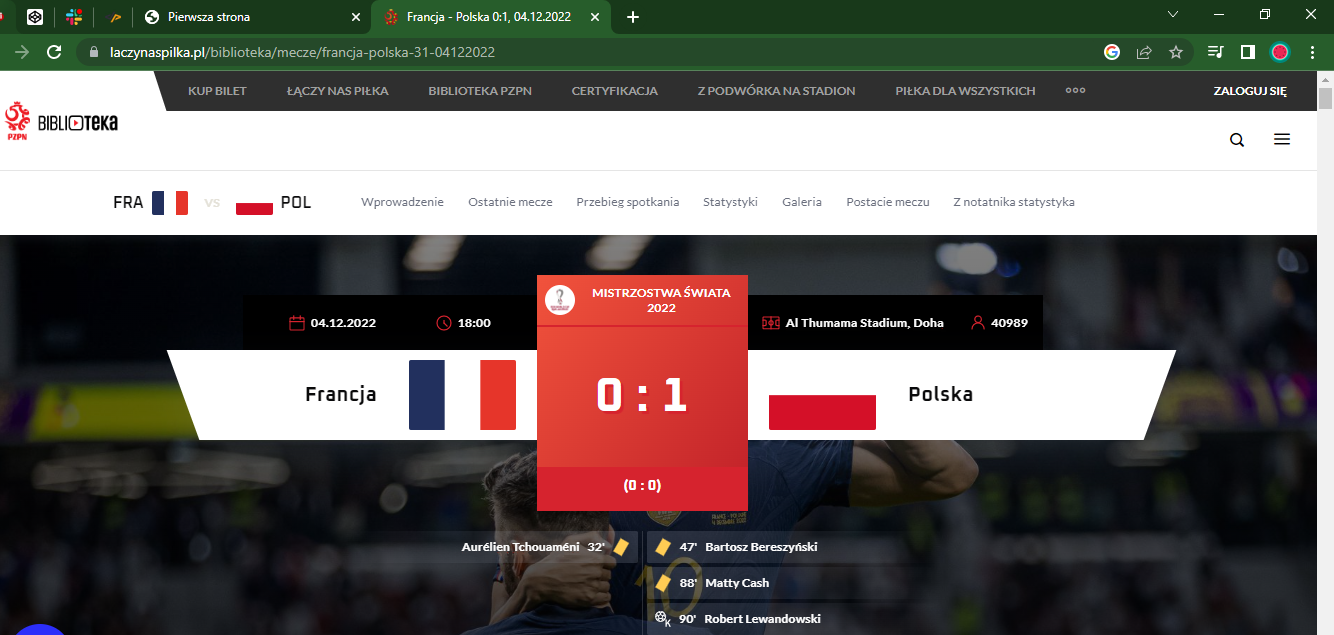 Pierwsza strona
Francja - Polska 0:1, 04.12.2022
laczynaspilka.pl/biblioteka/mecze/francja-polska-31-04122022
KUP BILET ŁĄCZY NAS PIŁKA BIBLIOTEKA PZPN CERTYFIKACJA Z PODWÓRKA NA STADION PIŁKA DLA WSZYSTKICH ZALOGUJ SIĘ
PZPN BIBLIOTEKA
FRA VS POL Wprowadzenie Ostatnie mecze Przebieg spotkania Statystyki Galeria Postacie meczu Z notatnika statystyka
MISTRZOSTWA ŚWIATA
2022
04.12.2022 18:00 Al Thumama Stadium, Doha 40989
Francja 0 : 1 Polska
(0 : 0)
Aurélien Tchouaméni 32' 47' Bartosz Bereszyński
88' Matty Cash
K 90' Robert Lewandowski